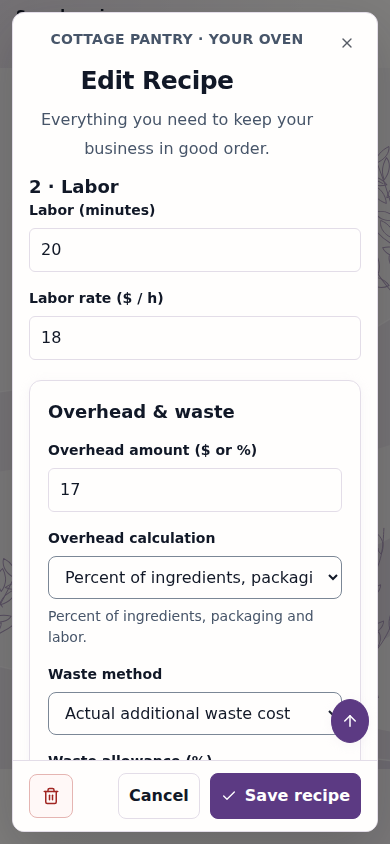 COTTAGE PANTRY · YOUR OVEN
Edit Recipe
Everything you need to keep your
business in good order.
2 · Labor
Labor (minutes)
20
Labor rate ($ / h)
18
Overhead & waste
Overhead amount ($ or %)
17
Overhead calculation
Percent of ingredients, packagi
Percent of ingredients, packaging and
labor.
Waste method
Actual additional waste cost
Waste allowance (%)
Cancel
Save recipe